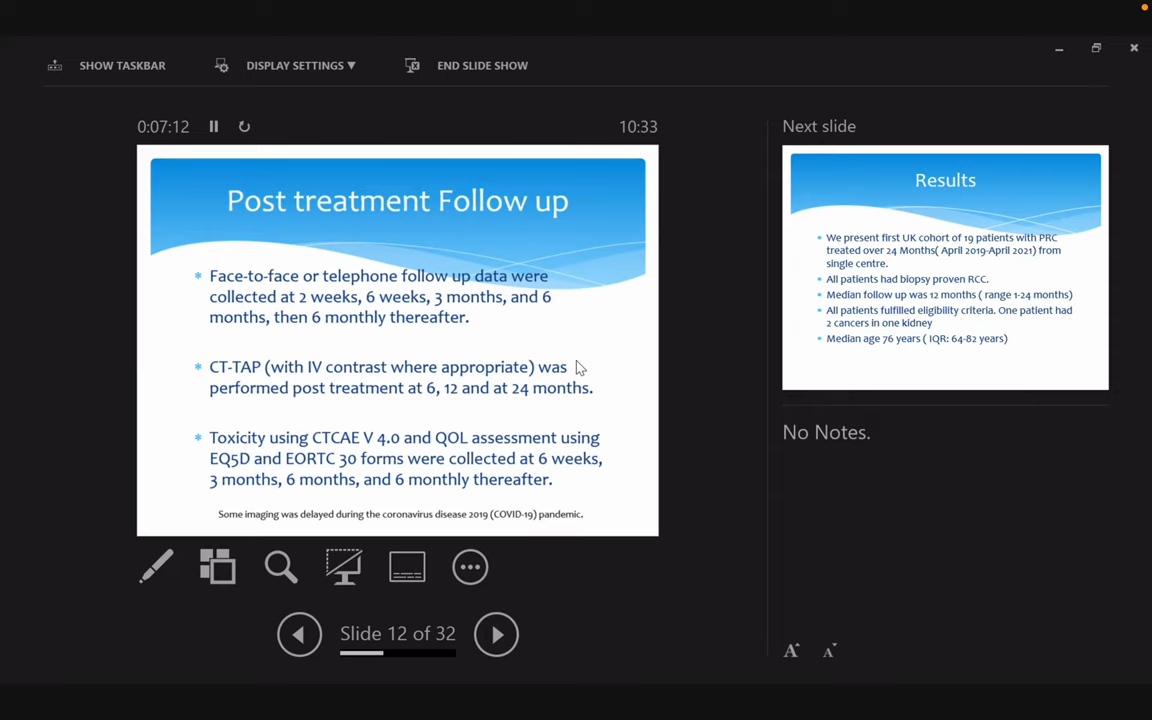 SHOW TASKBAR
DISPLAY SETTINGS ▼
END SLIDE SHOW
0:07:12
10:33
Post treatment Follow up
* Face-to-face or telephone follow up data were
collected at 2 weeks, 6 weeks, 3 months, and 6
months, then 6 monthly thereafter.
* CT-TAP (with IV contrast where appropriate) was
performed post treatment at 6, 12 and at 24 months.
* Toxicity using CTCAE V 4.0 and QOL assessment using
EQ5D and EORTC 30 forms were collected at 6 weeks,
3 months, 6 months, and 6 monthly thereafter.
Some imaging was delayed during the coronavirus disease 2019 (COVID-19) pandemic.
Slide 12 of 32
Next slide
Results
* We present first UK cohort of 19 patients with PRC
treated over 24 Months( April 2019-April 2021) from
single centre.
* All patients had biopsy proven RCC.
* Median follow up was 12 months ( range 1-24 months)
* All patients fulfilled eligibility criteria. One patient had
2 cancers in one kidney
* Median age 76 years ( IQR: 64-82 years)
No Notes.
A A